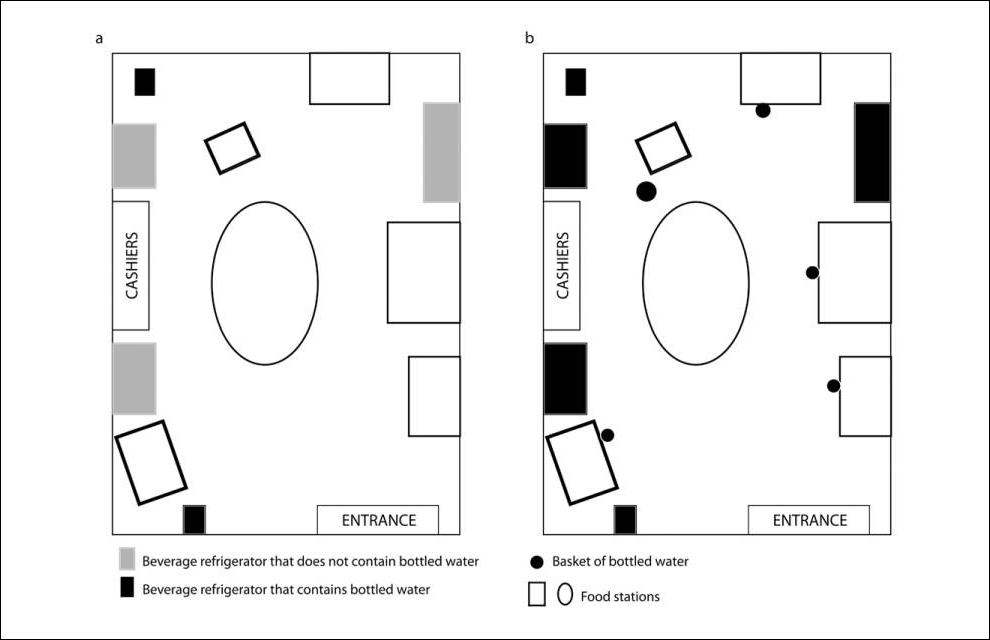 a
b
CASHIERS
CASHIERS
ENTRANCE
ENTRANCE
Beverage refrigerator that does not contain bottled water
Beverage refrigerator that contains bottled water
Basket of bottled water
Food stations